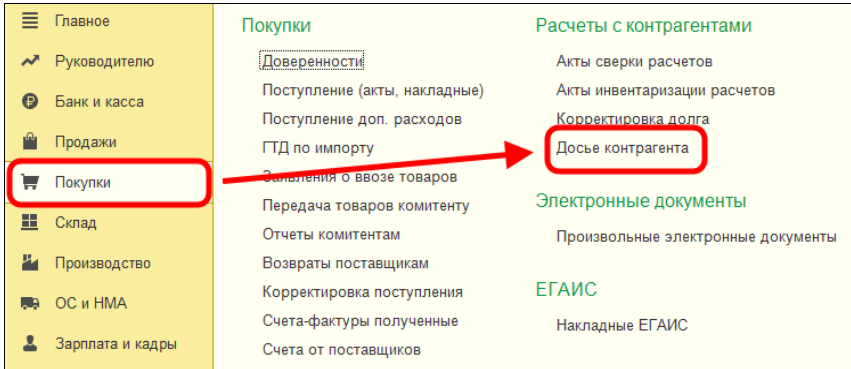 Главное
Руководителю
Банк и касса
Продажи
Покупки
Склад
Производство
ОС и НМА
Зарплата и кадры
Покупки
Доверенности
Поступление (акты, накладные)
Поступление доп. расходов
ГТД по импорту
Заявления о ввозе товаров
Передача товаров комитенту
Отчеты комитентам
Возвраты поставщикам
Корректировка поступления
Счета-фактуры полученные
Счета от поставщиков
Расчеты с контрагентами
Акты сверки расчетов
Акты инвентаризации расчетов
Корректировка долга
Досье контрагента
Электронные документы
Произвольные электронные документы
ЕГАИС
Накладные ЕГАИС